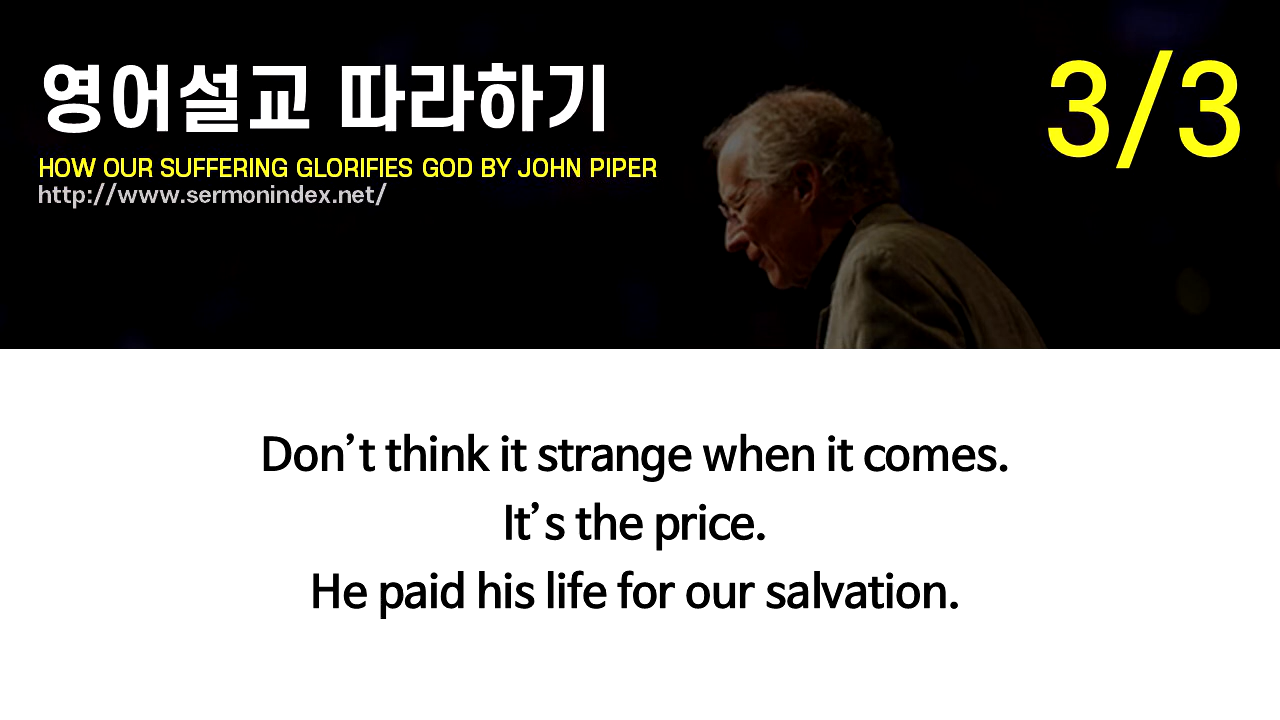 영어설교 따라하기
3/3
HOW OUR SUFFERING GLORIFIES GOD BY JOHN PIPER
http://www.sermonindex.net/
Don’t think it strange when it comes.
It’s the price.
He paid his life for our salvation.